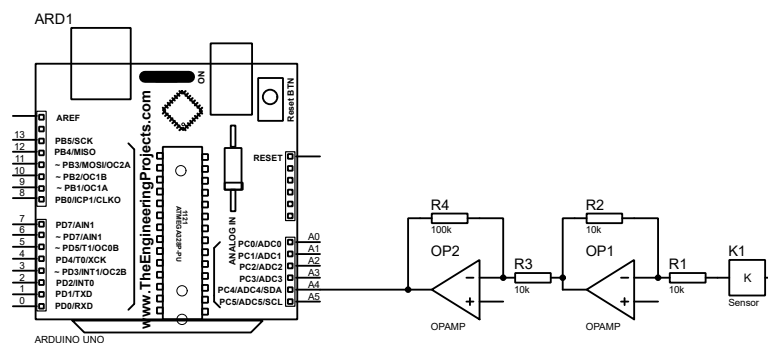 ARD1
ON
Reset BTN
AREF
13 PB5/SCK
12 PB4/MISO
11 ~ PB3/MOSI/OC2A
10 ~ PB2/OC1B
9 ~ PB1/OC1A
8 PB0/ICP1/CLKO
7 PD7/AIN1
6 ~ PD7/AIN1
5 ~ PD5/T1/OC0B
4 PD4/T0/XCK
3 ~ PD3/INT1/OC2B
2 PD2/INT0
1 PD1/TXD
0 PD0/RXD
www.TheEngineeringProjects.com
1121
ATMEGA328P-PU
RESET
ANALOG IN
PC0/ADC0 A0
PC1/ADC1 A1
PC2/ADC2 A2
PC3/ADC3 A3
PC4/ADC4/SDA A4
PC5/ADC5/SCL A5
ARDUINO UNO
R4
100k
OP2
OPAMP
R3
10k
R2
10k
OP1
OPAMP
R1
10k
K1
K
Sensor